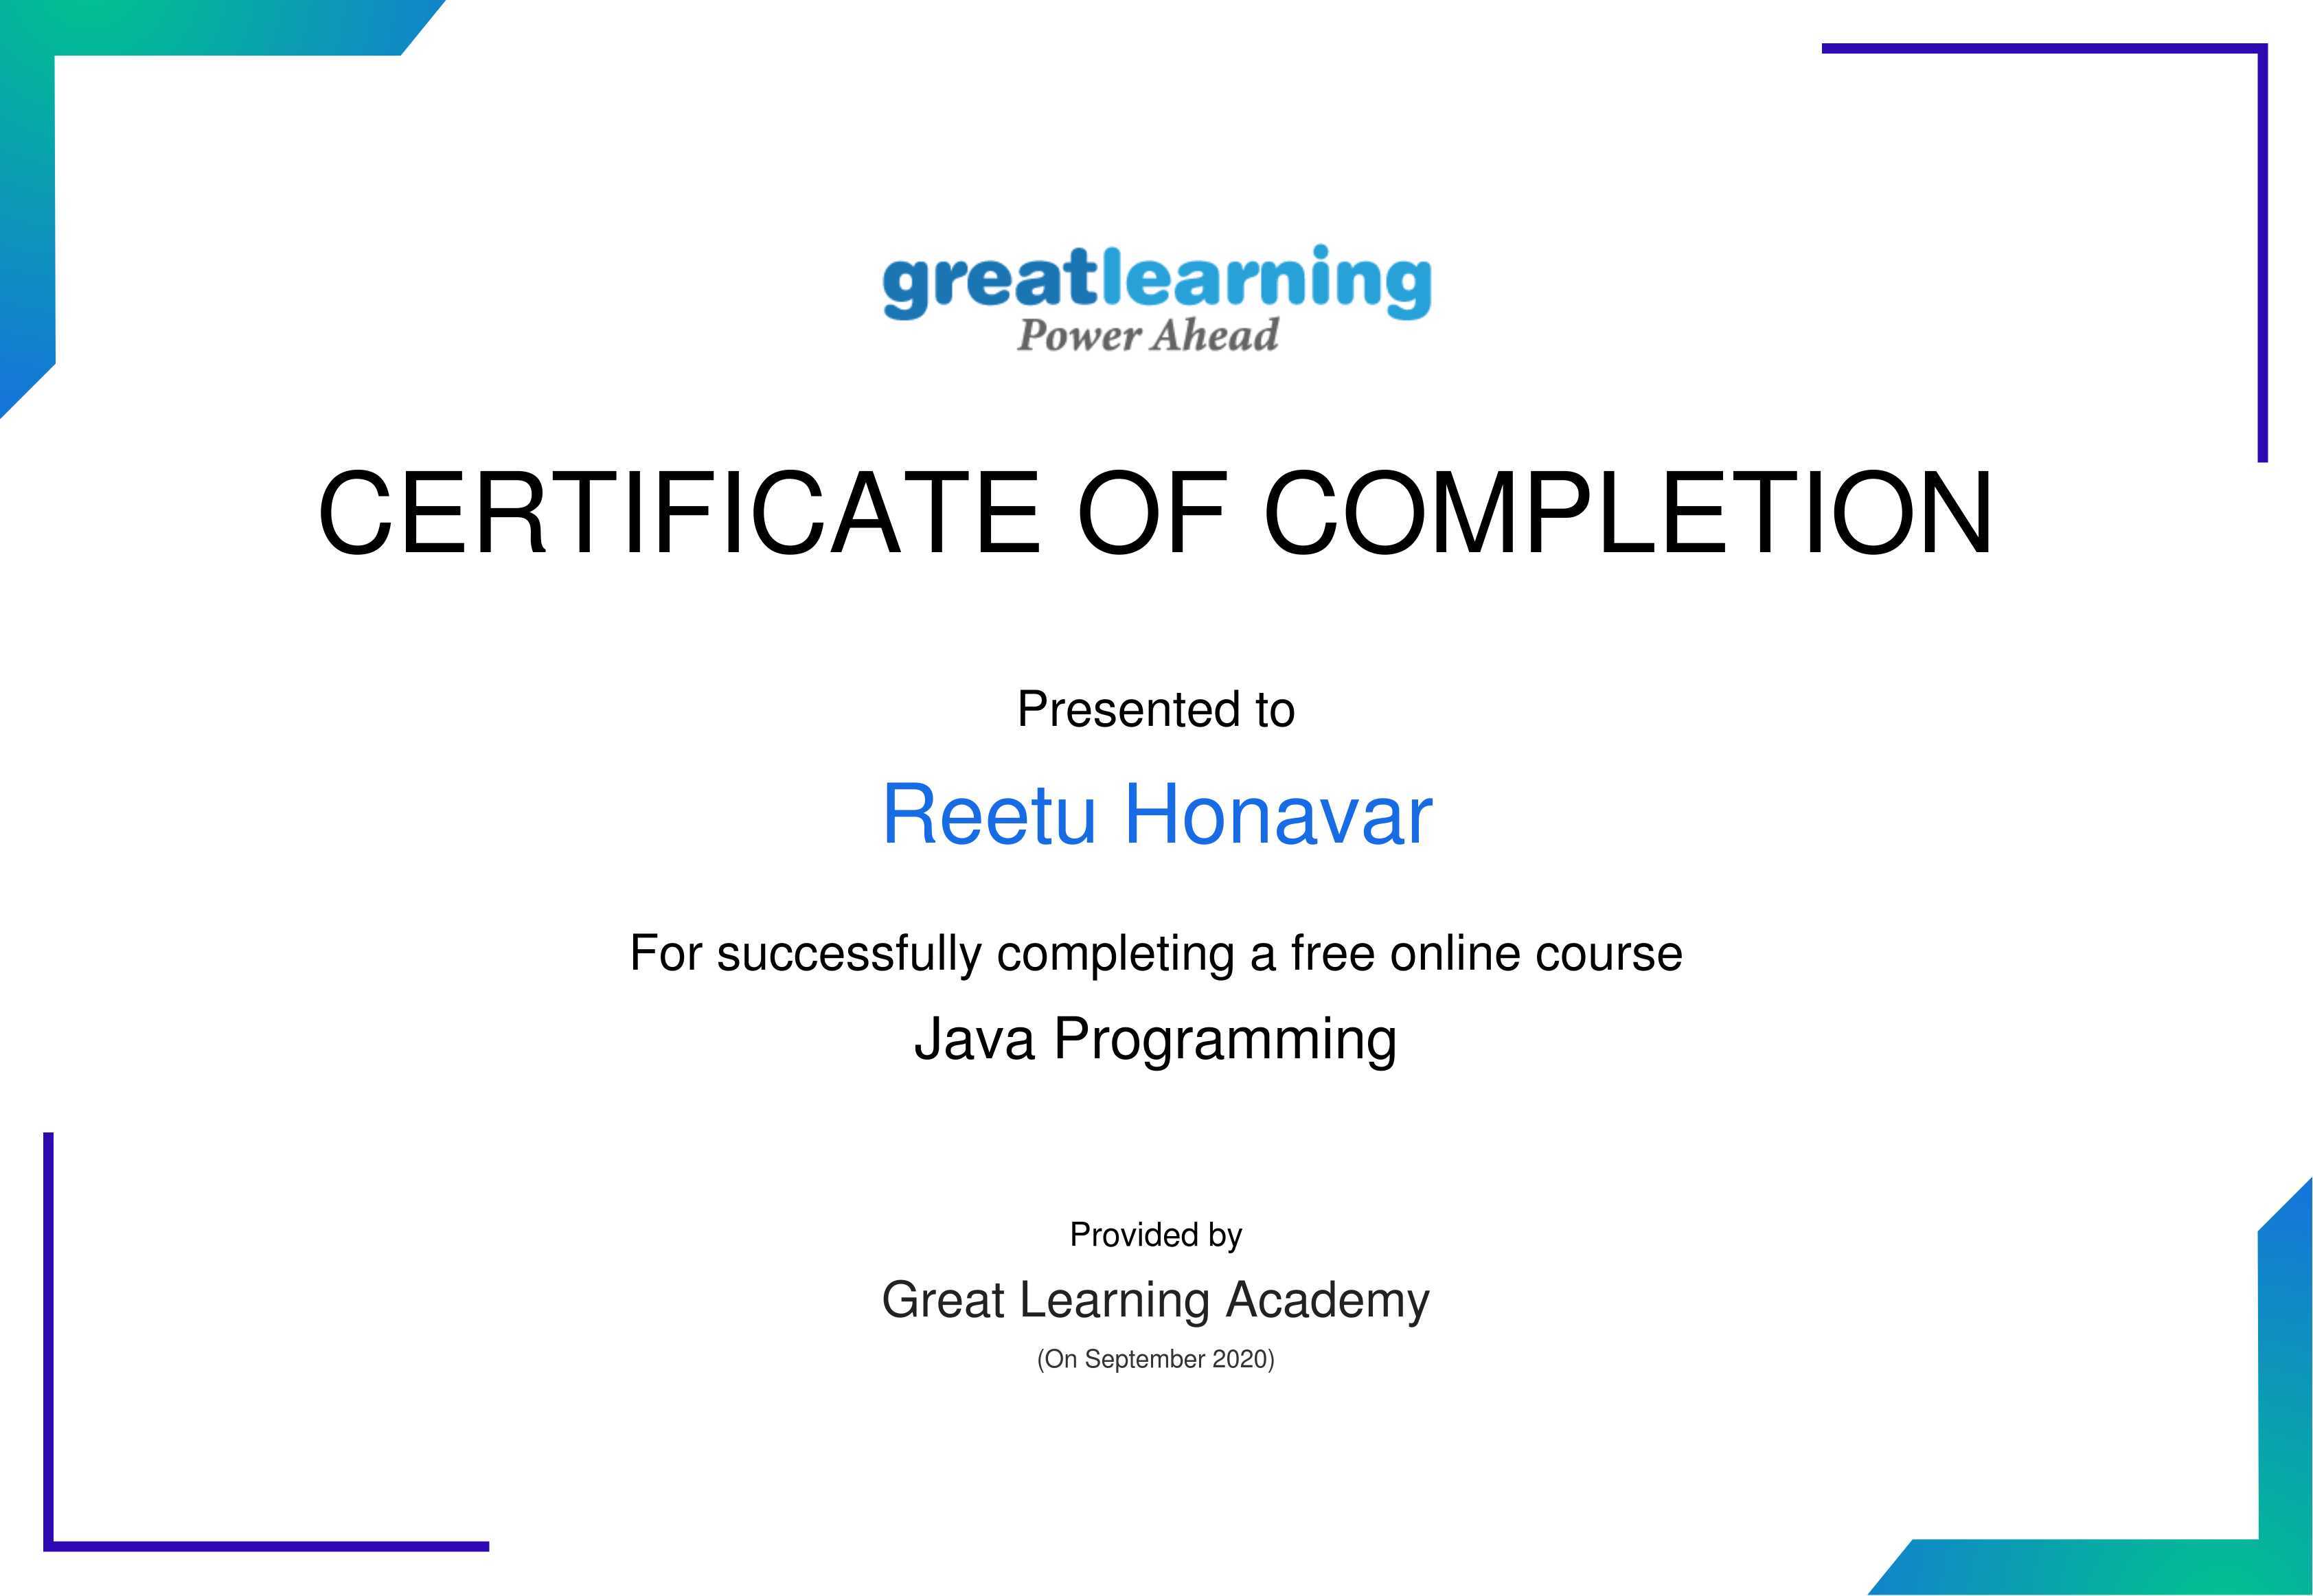 greatlearning
Power Ahead
CERTIFICATE OF COMPLETION
Presented to
Reetu Honavar
For successfully completing a free online course
Java Programming
Provided by
Great Learning Academy
(On September 2020)